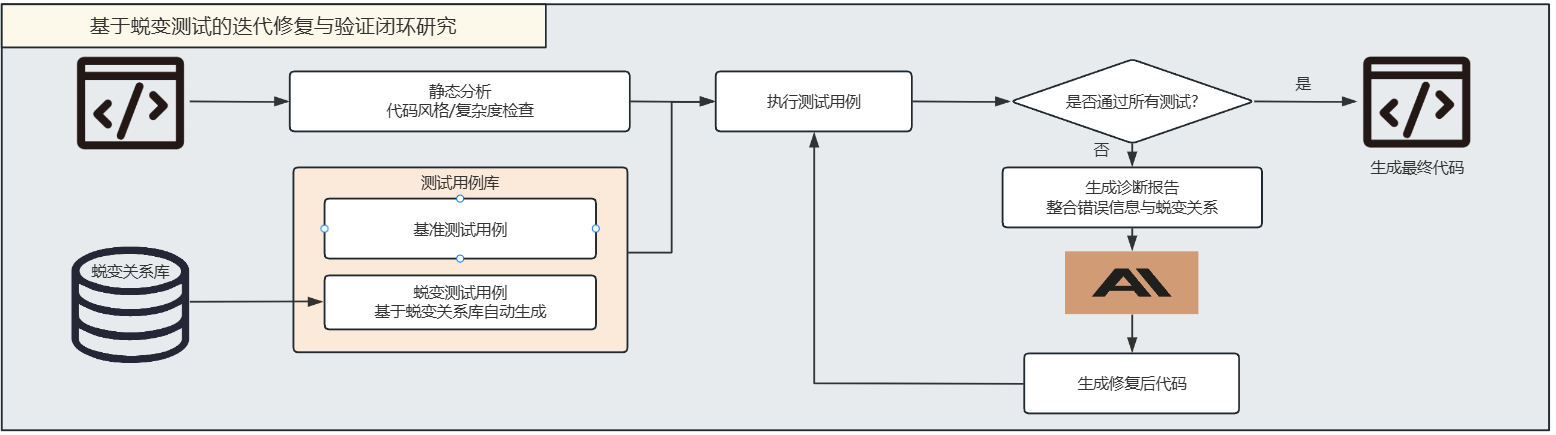 基于蜕变测试的迭代修复与验证闭环研究
静态分析
代码风格/复杂度检查
执行测试用例
是否通过所有测试?
是
生成最终代码
否
测试用例库
基准测试用例
蜕变测试用例
基于蜕变关系库自动生成
蜕变关系库
生成诊断报告
整合错误信息与蜕变关系
AI
生成修复后代码